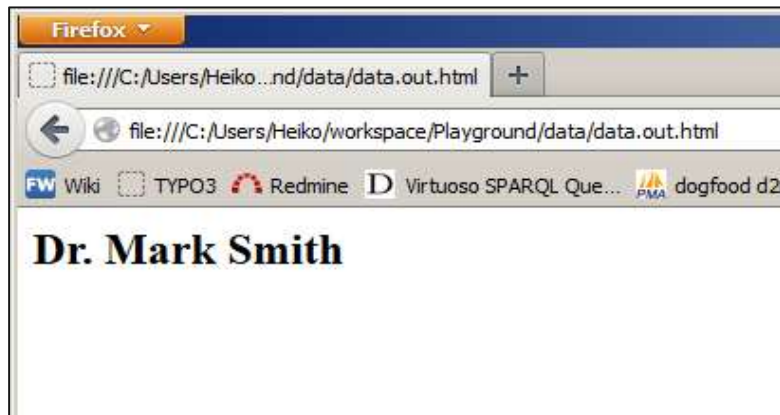 Firefox
file:///C:/Users/Heiko...nd/data/data.out.html
file:///C:/Users/Heiko/workspace/Playground/data/data.out.html
FW Wiki TYPO3 Redmine D Virtuoso SPARQL Que... PMA dogfood d2
Dr. Mark Smith